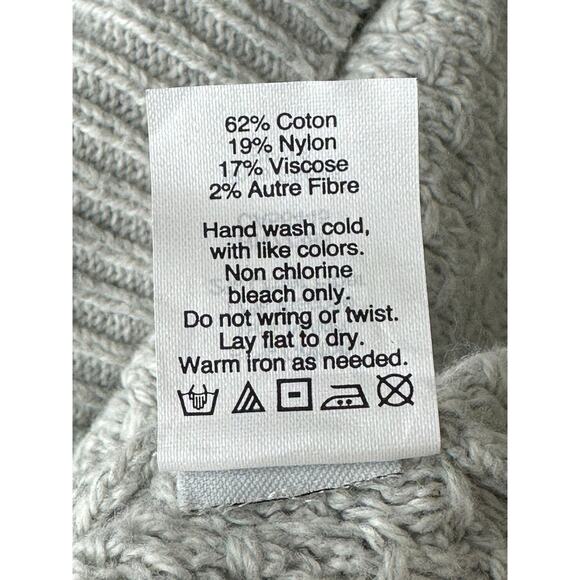 62% Coton
19% Nylon
17% Viscose
2% Autre Fibre
Hand wash cold,
with like colors.
Non chlorine
bleach only.
Do not wring or twist.
Lay flat to dry.
Warm iron as needed.